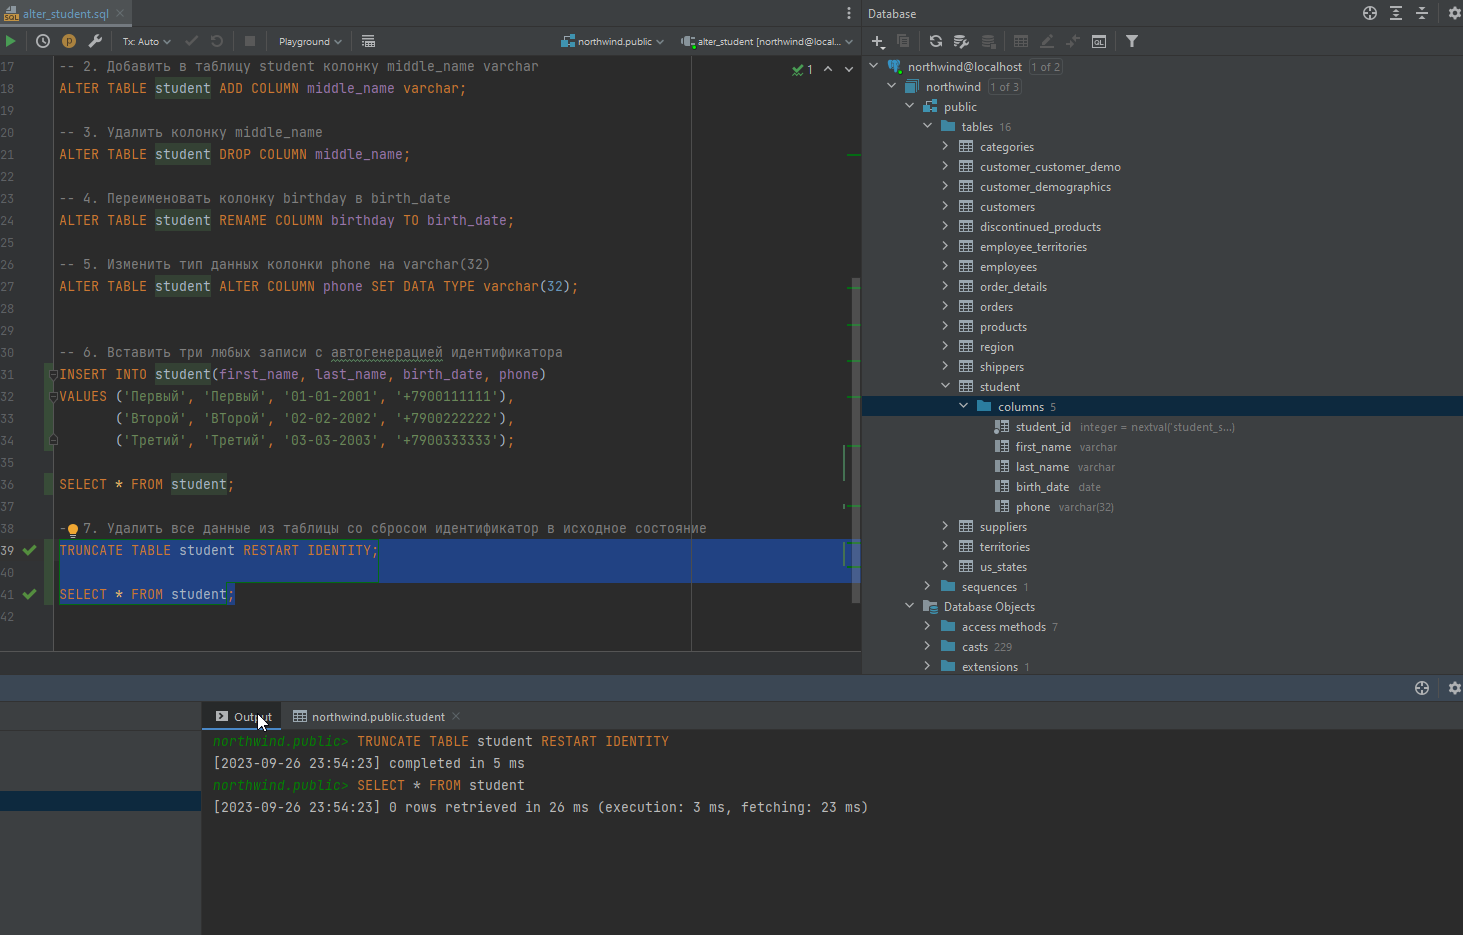 alter_student.sql
Database
Tx: Auto
Playground
northwind.public
alter_student [northwind@local...
17 -- 2. Добавить в таблицу student колонку middle_name varchar
18 ALTER TABLE student ADD COLUMN middle_name varchar;
19
20 -- 3. Удалить колонку middle_name
21 ALTER TABLE student DROP COLUMN middle_name;
22
23 -- 4. Переименовать колонку birthday в birth_date
24 ALTER TABLE student RENAME COLUMN birthday TO birth_date;
25
26 -- 5. Изменить тип данных колонки phone на varchar(32)
27 ALTER TABLE student ALTER COLUMN phone SET DATA TYPE varchar(32);
28
29
30 -- 6. Вставить три любых записи с автогенерацией идентификатора
31 INSERT INTO student(first_name, last_name, birth_date, phone)
32 VALUES ('Первый', 'Первый', '01-01-2001', '+7900111111'),
33 ('Второй', 'ВТорой', '02-02-2002', '+7900222222'),
34 ('Третий', 'Третий', '03-03-2003', '+7900333333');
35
36 SELECT * FROM student;
37
38 - 7. Удалить все данные из таблицы со сбросом идентификатор в исходное состояние
39 TRUNCATE TABLE student RESTART IDENTITY;
40
41 SELECT * FROM student;
42
1
northwind@localhost 1 of 2
northwind 1 of 3
public
tables 16
categories
customer_customer_demo
customer_demographics
customers
discontinued_products
employee_territories
employees
order_details
orders
products
region
shippers
student
columns 5
student_id integer = nextval('student_s...)
first_name varchar
last_name varchar
birth_date date
phone varchar(32)
suppliers
territories
us_states
sequences 1
Database Objects
access methods 7
casts 229
extensions 1
Output
northwind.public.student
northwind.public> TRUNCATE TABLE student RESTART IDENTITY
[2023-09-26 23:54:23] completed in 5 ms
northwind.public> SELECT * FROM student
[2023-09-26 23:54:23] 0 rows retrieved in 26 ms (execution: 3 ms, fetching: 23 ms)